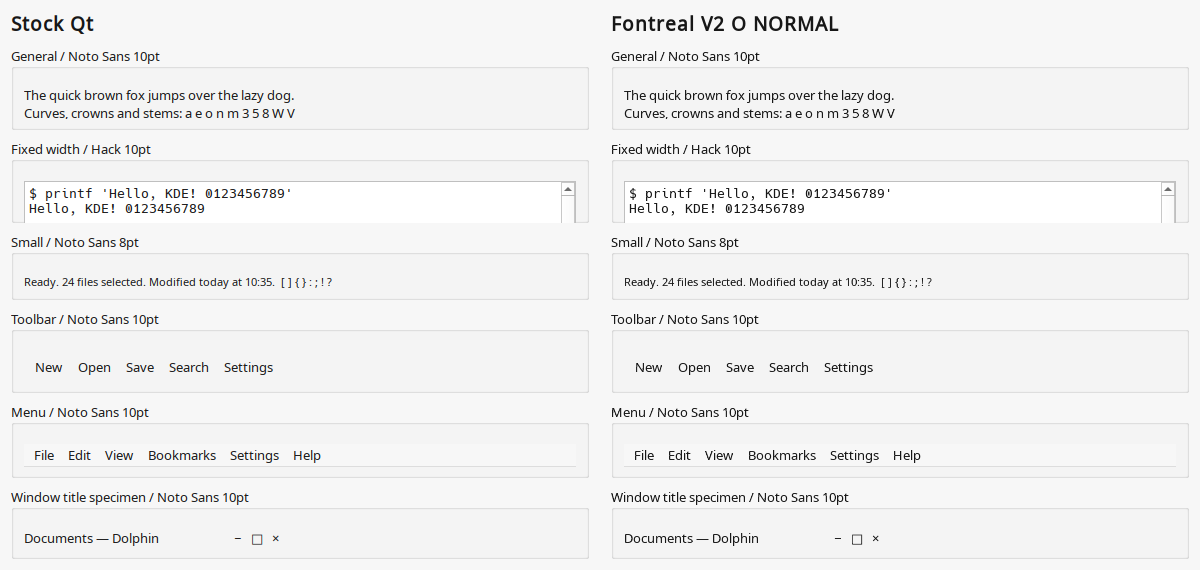 Stock Qt
General / Noto Sans 10pt
The quick brown fox jumps over the lazy dog.
Curves, crowns and stems: a e o n m 3 5 8 W V
Fixed width / Hack 10pt
$ printf 'Hello, KDE! 0123456789'
Hello, KDE! 0123456789
Small / Noto Sans 8pt
Ready. 24 files selected. Modified today at 10:35. [ ] { } : ; ! ?
Toolbar / Noto Sans 10pt
New Open Save Search Settings
Menu / Noto Sans 10pt
File Edit View Bookmarks Settings Help
Window title specimen / Noto Sans 10pt
Documents — Dolphin − □ ×
Fontreal V2 O NORMAL
General / Noto Sans 10pt
The quick brown fox jumps over the lazy dog.
Curves, crowns and stems: a e o n m 3 5 8 W V
Fixed width / Hack 10pt
$ printf 'Hello, KDE! 0123456789'
Hello, KDE! 0123456789
Small / Noto Sans 8pt
Ready. 24 files selected. Modified today at 10:35. [ ] { } : ; ! ?
Toolbar / Noto Sans 10pt
New Open Save Search Settings
Menu / Noto Sans 10pt
File Edit View Bookmarks Settings Help
Window title specimen / Noto Sans 10pt
Documents — Dolphin − □ ×